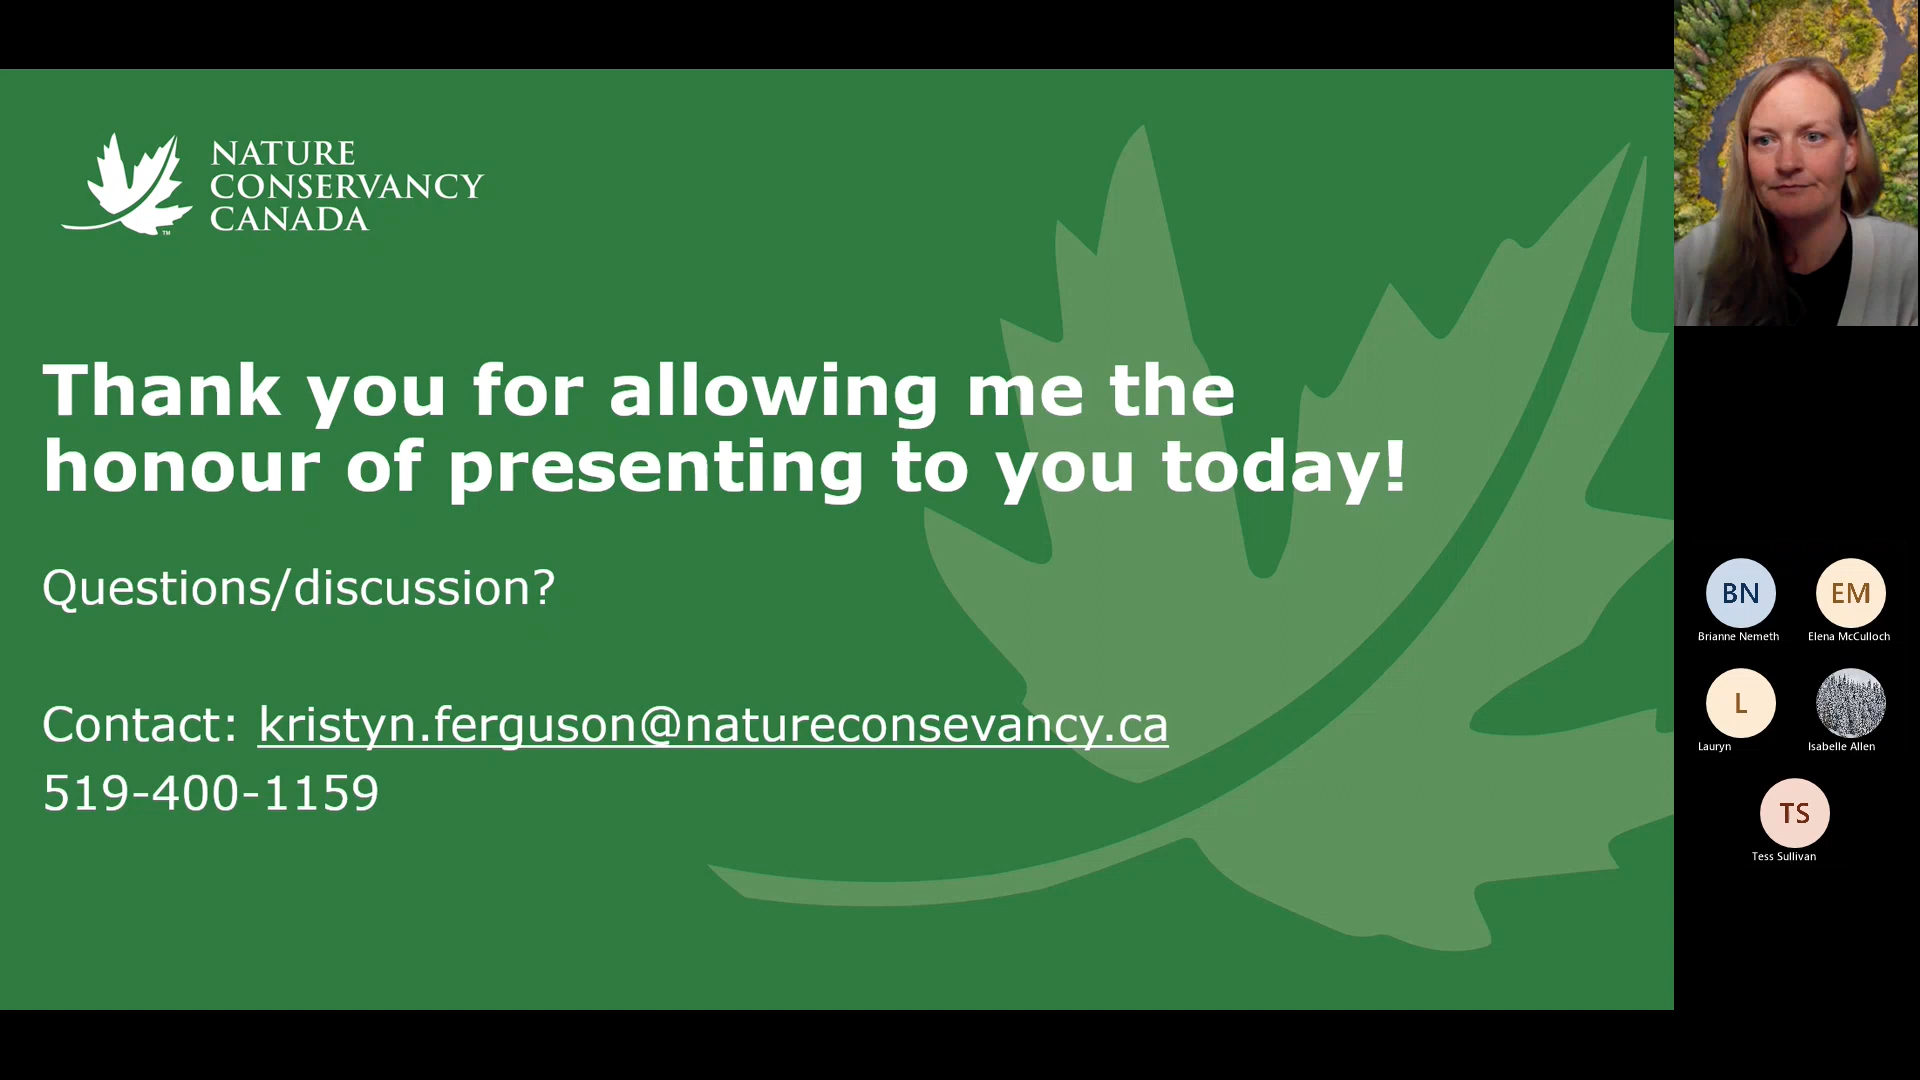 NATURE
CONSERVANCY
CANADA
TM
Thank you for allowing me the
honour of presenting to you today!
Questions/discussion?
Contact: kristyn.ferguson@natureconsevancy.ca
519-400-1159
BN
Brianne Nemeth
EM
Elena McCulloch
L
Lauryn
Isabelle Allen
TS
Tess Sullivan